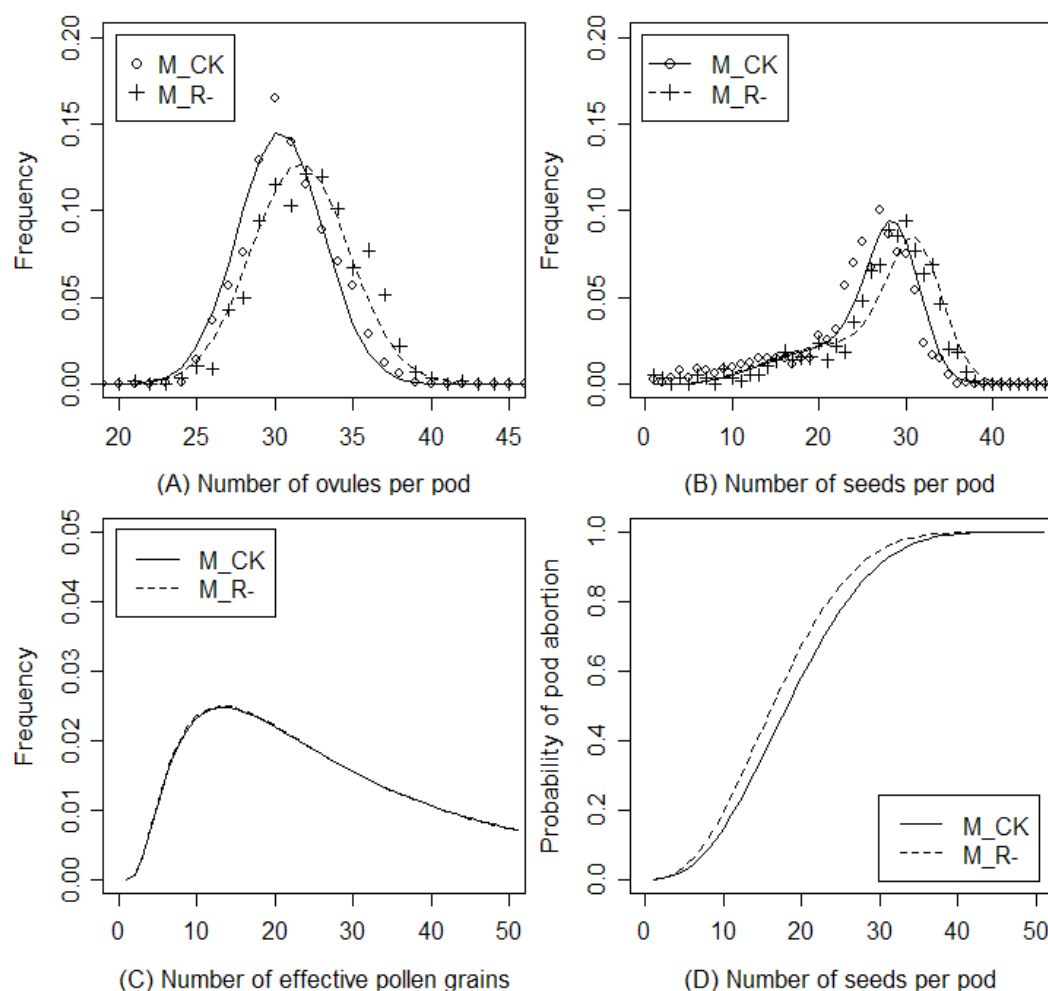 0.20
0.15
0.10
0.05
0.00
Frequency
M_CK
M_R-
20 25 30 35 40 45
(A) Number of ovules per pod
0.20
0.15
0.10
0.05
0.00
Frequency
M_CK
M_R-
0 10 20 30 40
(B) Number of seeds per pod
0.05
0.04
0.03
0.02
0.01
0.00
Frequency
M_CK
M_R-
0 10 20 30 40 50
(C) Number of effective pollen grains
1.0
0.8
0.6
0.4
0.2
0.0
Probability of pod abortion
M_CK
M_R-
0 10 20 30 40 50
(D) Number of seeds per pod